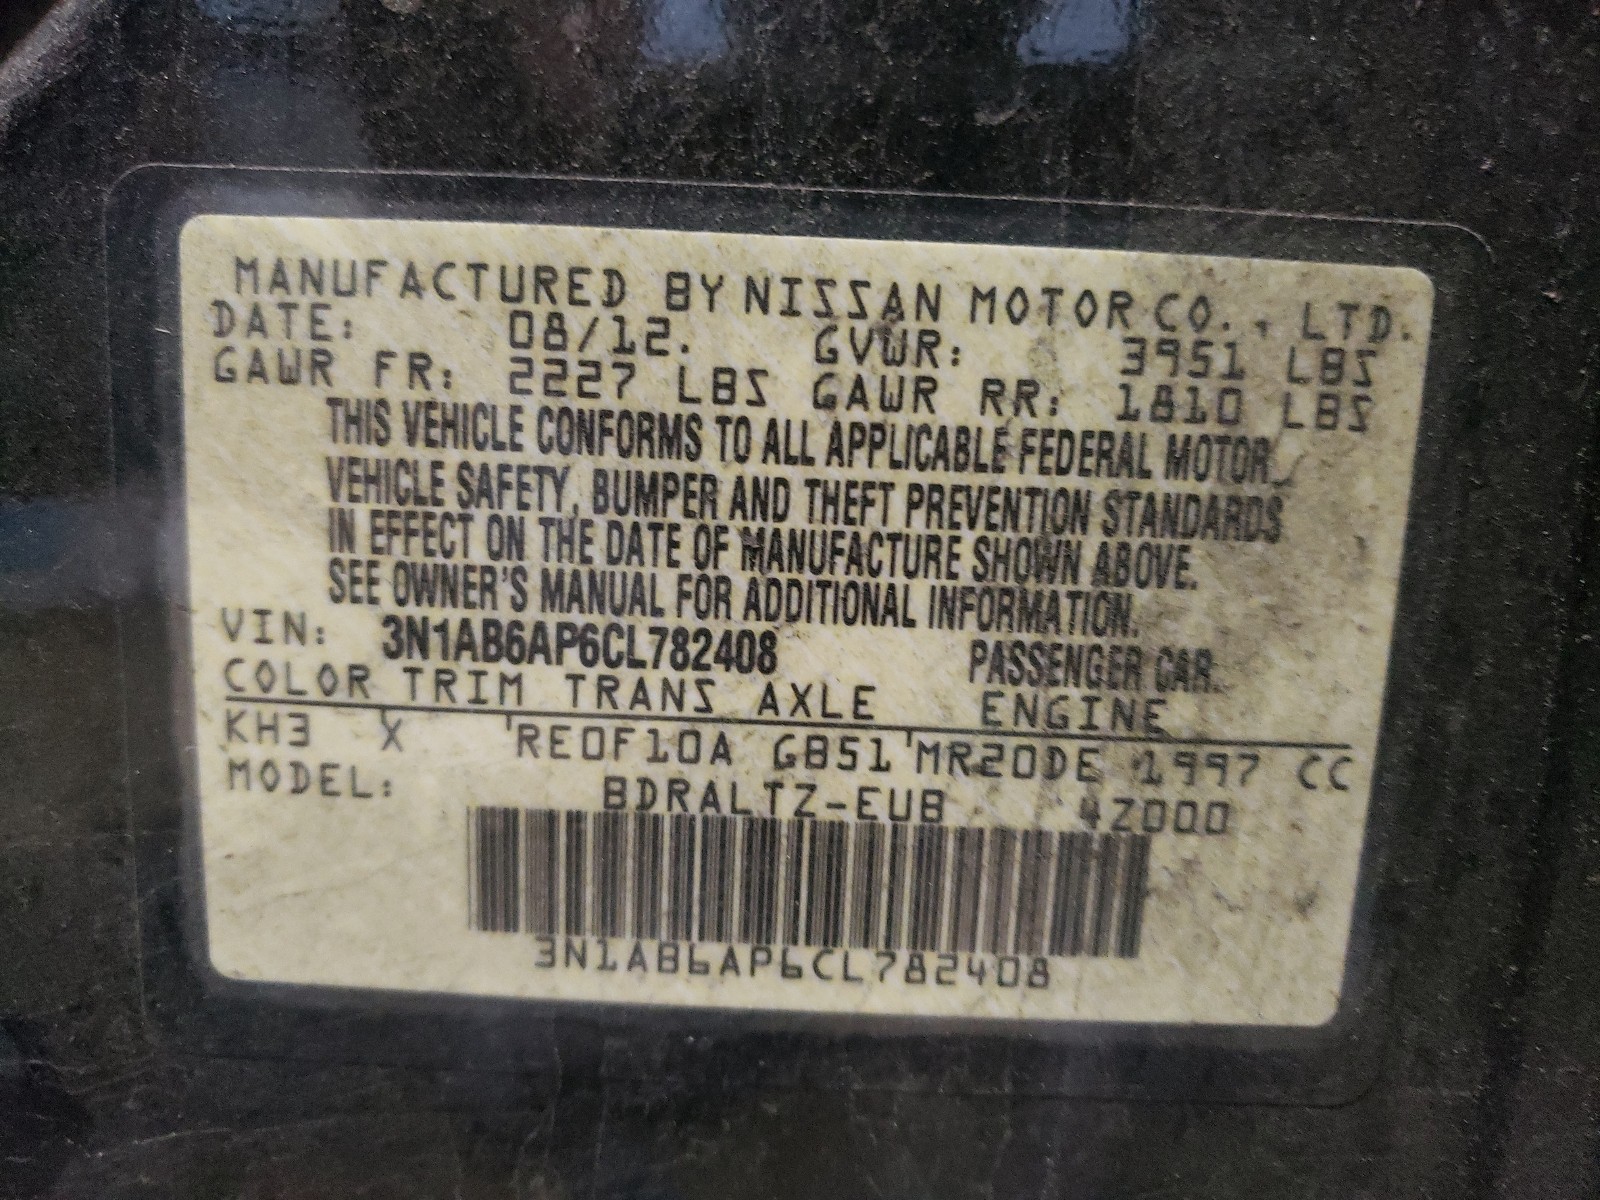 MANUFACTURED BY NISSAN MOTOR CO., LTD.
DATE: 08/12. GVWR: 3951 LBS
GAWR FR: 2227 LBS GAWR RR: 1810 LBS
THIS VEHICLE CONFORMS TO ALL APPLICABLE FEDERAL MOTOR
VEHICLE SAFETY, BUMPER AND THEFT PREVENTION STANDARDS
IN EFFECT ON THE DATE OF MANUFACTURE SHOWN ABOVE.
SEE OWNER'S MANUAL FOR ADDITIONAL INFORMATION.
VIN: 3N1AB6AP6CL782408 PASSENGER CAR
COLOR TRIM TRANS AXLE ENGINE
KH3 X RE0F10A GB51 MR20DE 1997 CC
MODEL: BDRALTZ-EUB 4Z000
3N1AB6AP6CL782408